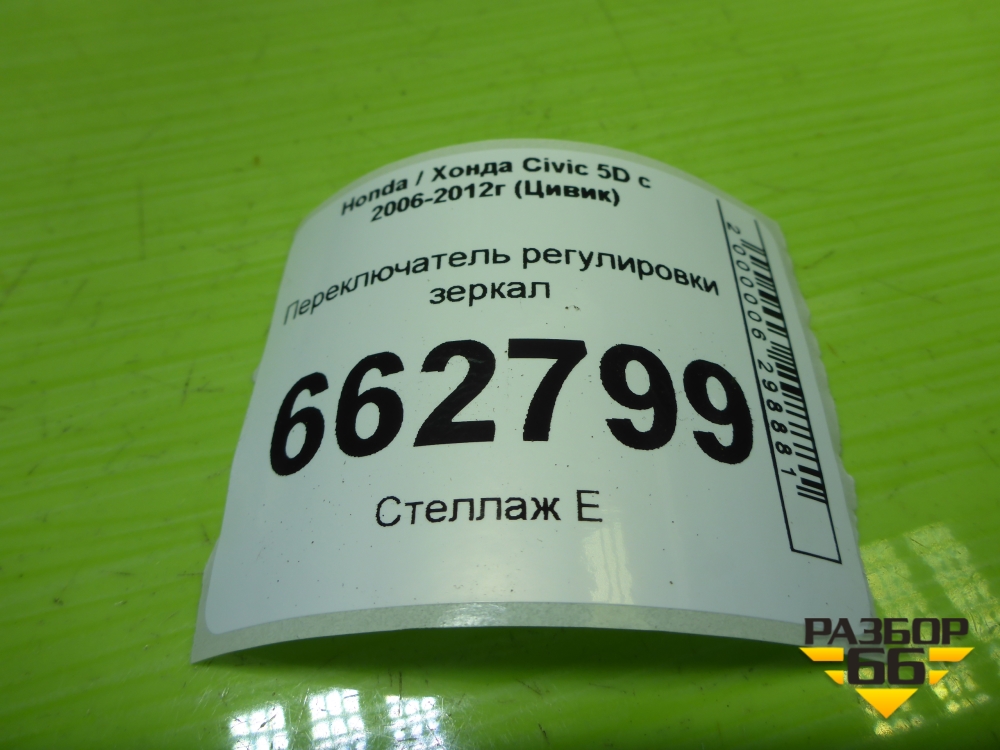 Honda / Хонда Civic 5D с
2006-2012г (Цивик)
Переключатель регулировки
зеркал
662799
Стеллаж Е
2000006298881
РАЗБОР
66